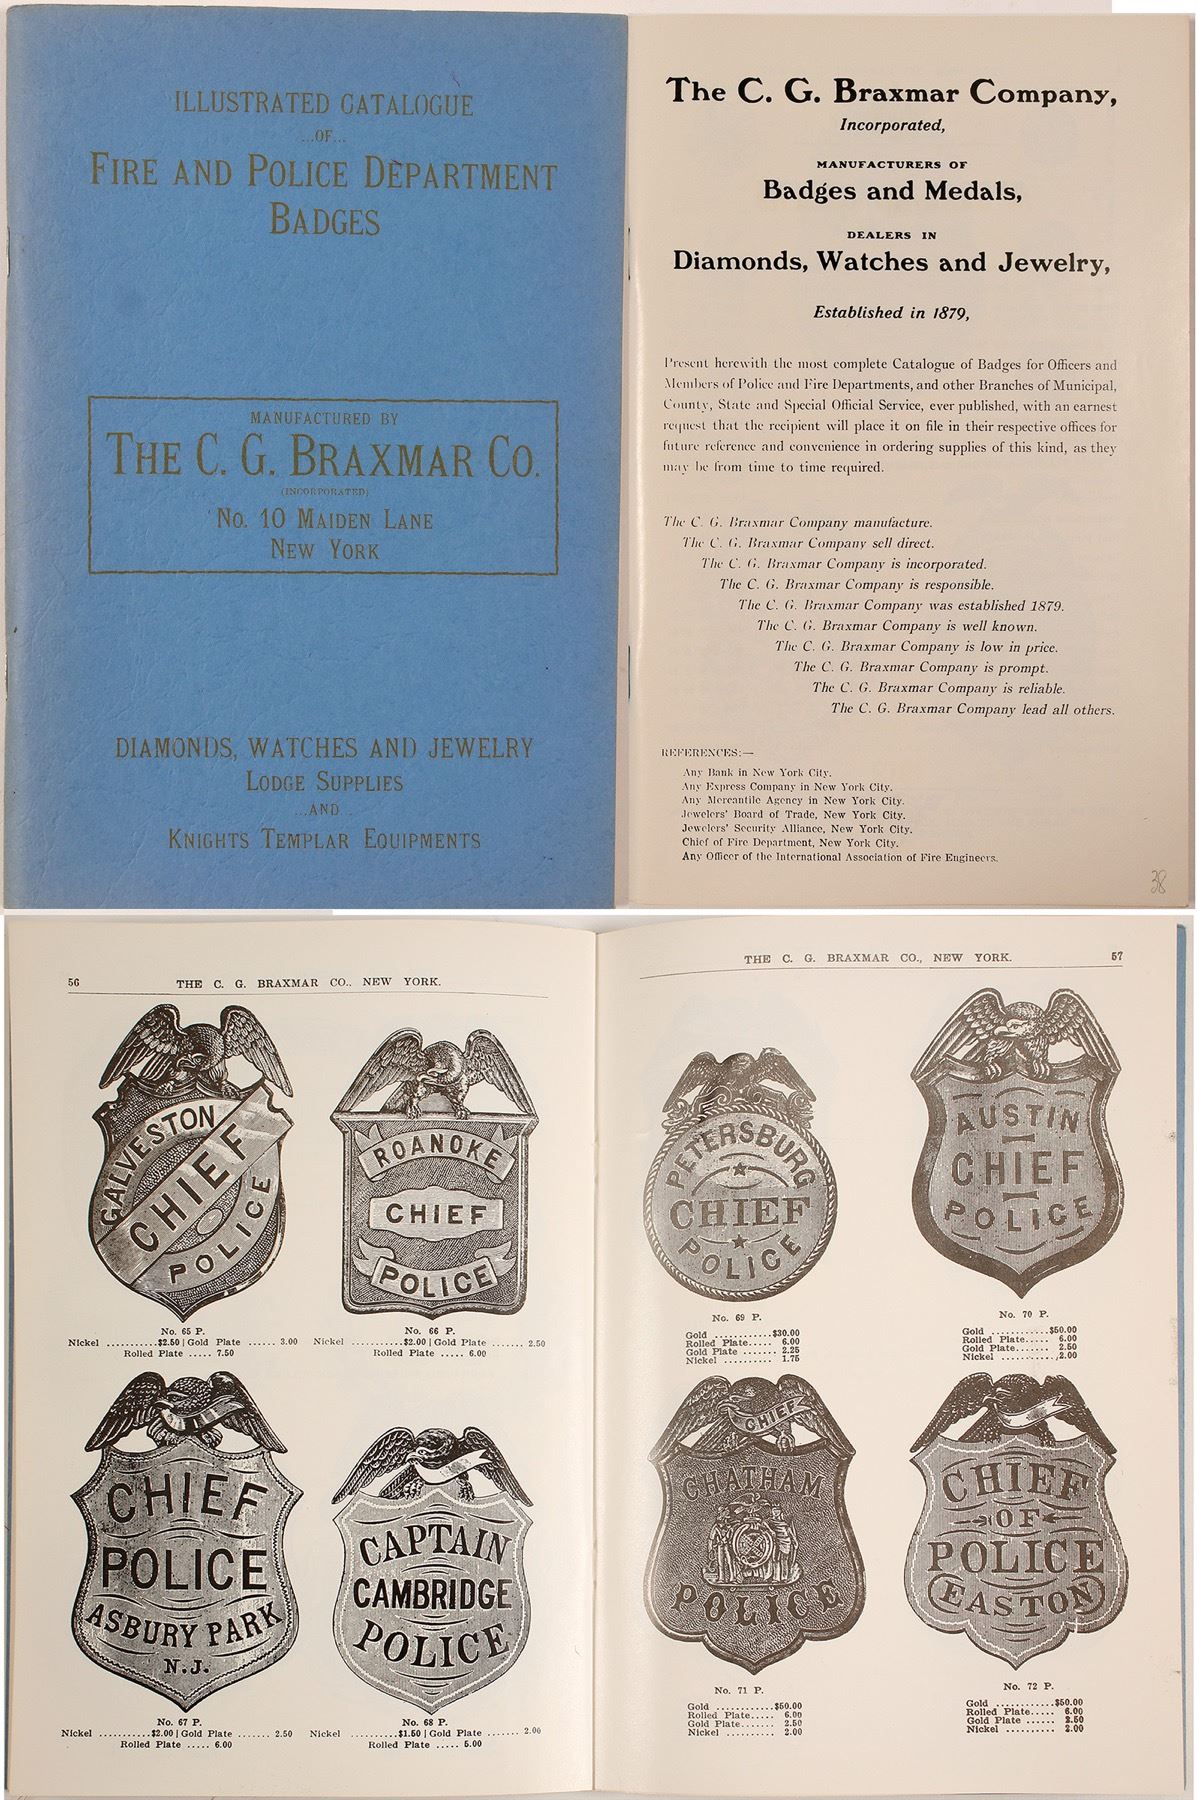 ILLUSTRATED CATALOGUE
...OF...
FIRE AND POLICE DEPARTMENT
BADGES
MANUFACTURED BY
THE C. G. BRAXMAR CO.
(INCORPORATED)
No. 10 MAIDEN LANE
NEW YORK
DIAMONDS, WATCHES AND JEWELRY
LODGE SUPPLIES
...AND...
KNIGHTS TEMPLAR EQUIPMENTS
The C. G. Braxmar Company,
Incorporated,
MANUFACTURERS OF
Badges and Medals,
DEALERS IN
Diamonds, Watches and Jewelry,
Established in 1879,
Present herewith the most complete Catalogue of Badges for Officers and
Members of Police and Fire Departments, and other Branches of Municipal,
County, State and Special Official Service, ever published, with an earnest
request that the recipient will place it on file in their respective offices for
future reference and convenience in ordering supplies of this kind, as they
may be from time to time required.
The C. G. Braxmar Company manufacture.
The C. G. Braxmar Company sell direct.
The C. G. Braxmar Company is incorporated.
The C. G. Braxmar Company is responsible.
The C. G. Braxmar Company was established 1879.
The C. G. Braxmar Company is well known.
The C. G. Braxmar Company is low in price.
The C. G. Braxmar Company is prompt.
The C. G. Braxmar Company is reliable.
The C. G. Braxmar Company lead all others.
REFERENCES:—
Any Bank in New York City.
Any Express Company in New York City.
Any Mercantile Agency in New York City.
Jewelers' Board of Trade, New York City.
Jewelers' Security Alliance, New York City.
Chief of Fire Department, New York City.
Any Officer of the International Association of Fire Engineers.
38
56
THE C. G. BRAXMAR CO., NEW YORK.
GALVESTON
CHIEF
POLICE
No. 65 P.
Nickel ..........$2.50 | Gold Plate ....... 3.00
Rolled Plate ..... 7.50
ROANOKE
CHIEF
POLICE
No. 66 P.
Nickel ..........$2.00 | Gold Plate ....... 2.50
Rolled Plate ..... 6.00
CHIEF
POLICE
ASBURY PARK
N.J.
No. 67 P.
Nickel ..........$2.00 | Gold Plate ....... 2.50
Rolled Plate ..... 6.00
CAPTAIN
CAMBRIDGE
POLICE
No. 68 P.
Nickel ..........$1.50 | Gold Plate ....... 2.00
Rolled Plate ..... 5.00
THE C. G. BRAXMAR CO., NEW YORK.
57
PETERSBURG
CHIEF
POLICE
No. 69 P.
Gold ............$30.00
Rolled Plate..... 6.00
Gold Plate ....... 2.25
Nickel .......... 1.75
AUSTIN
CHIEF
POLICE
No. 70 P.
Gold ............$50.00
Rolled Plate..... 6.00
Gold Plate....... 2.50
Nickel .......... 2.00
CHIEF
CHATHAM
POLICE
No. 71 P.
Gold ............$50.00
Rolled Plate..... 6.00
Gold Plate....... 2.50
Nickel .......... 2.00
CHIEF
OF
POLICE
EASTON
No. 72 P.
Gold ............$50.00
Rolled Plate..... 6.00
Gold Plate ...... 2.50
Nickel .......... 2.00